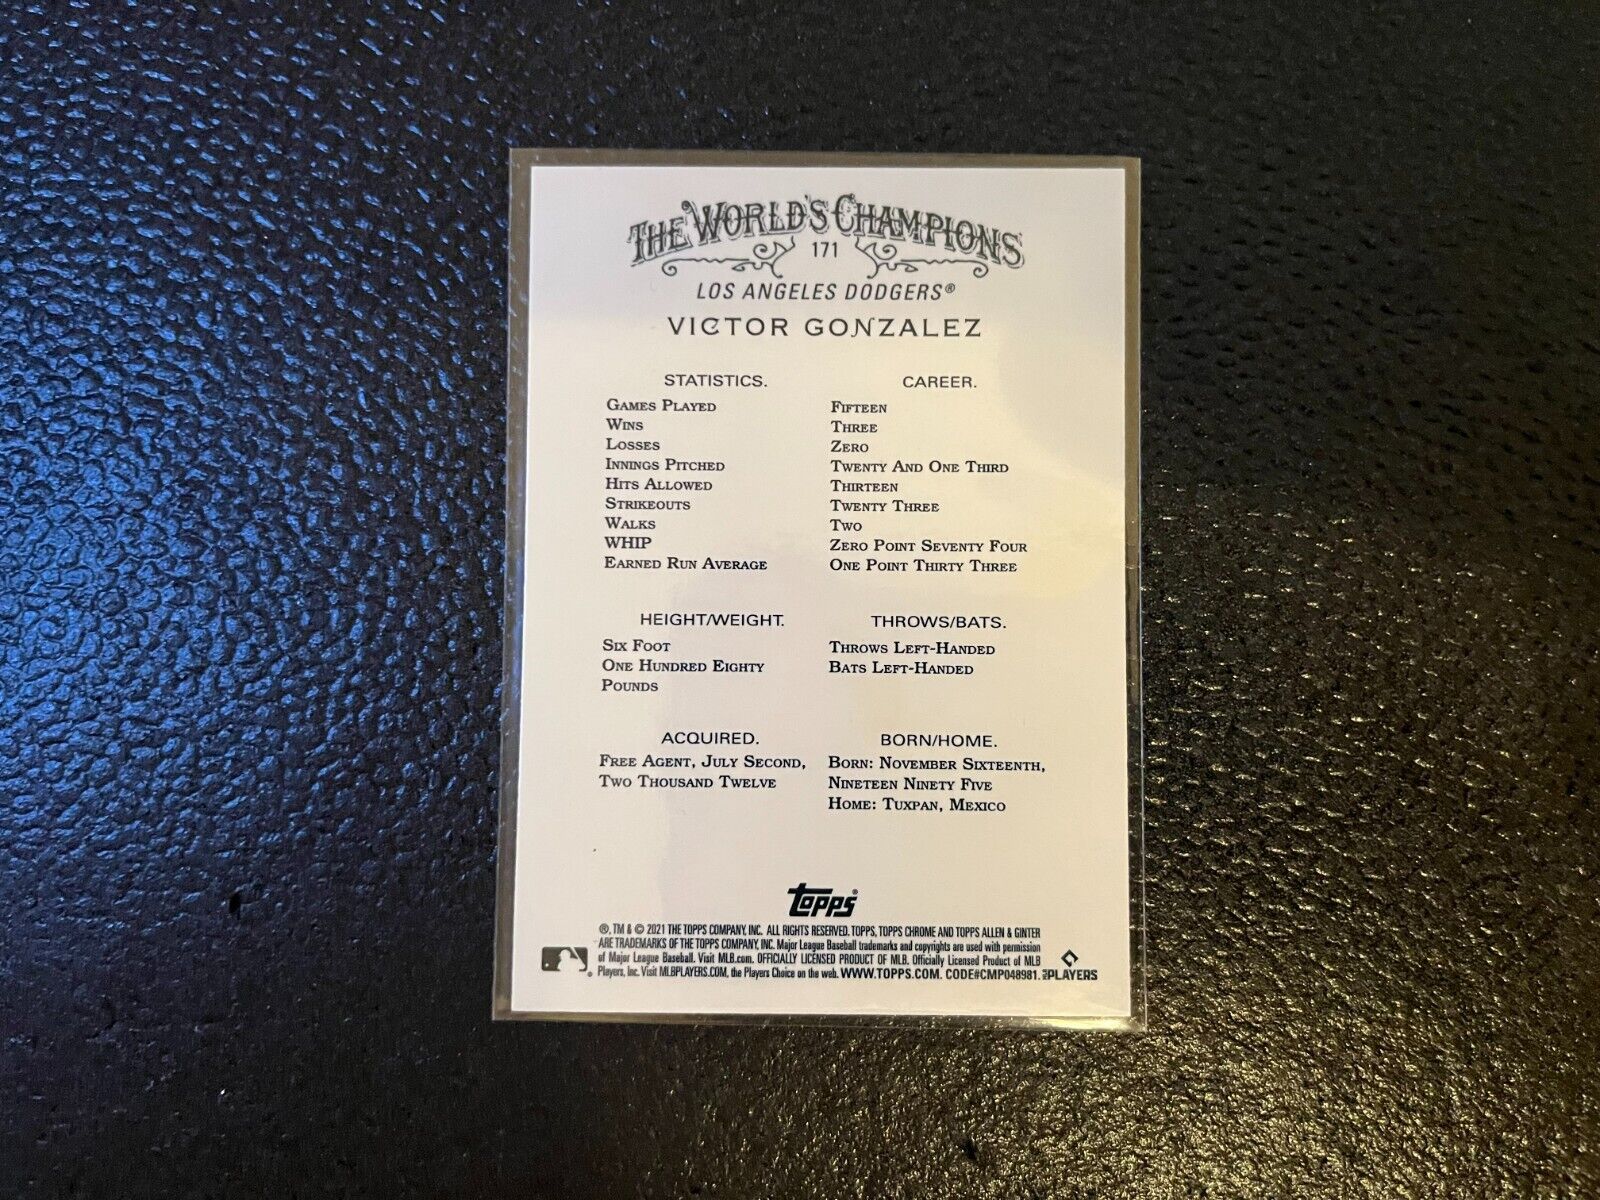 THE WORLD'S CHAMPIONS
171
LOS ANGELES DODGERS®
VICTOR GONZALEZ
STATISTICS. CAREER.
GAMES PLAYED FIFTEEN
WINS THREE
LOSSES ZERO
INNINGS PITCHED TWENTY AND ONE THIRD
HITS ALLOWED THIRTEEN
STRIKEOUTS TWENTY THREE
WALKS TWO
WHIP ZERO POINT SEVENTY FOUR
EARNED RUN AVERAGE ONE POINT THIRTY THREE
HEIGHT/WEIGHT. THROWS/BATS.
SIX FOOT THROWS LEFT-HANDED
ONE HUNDRED EIGHTY BATS LEFT-HANDED
POUNDS
ACQUIRED. BORN/HOME.
FREE AGENT, JULY SECOND, BORN: NOVEMBER SIXTEENTH,
TWO THOUSAND TWELVE NINETEEN NINETY FIVE
HOME: TUXPAN, MEXICO
topps®
®, TM & © 2021 THE TOPPS COMPANY, INC. ALL RIGHTS RESERVED. TOPPS, TOPPS CHROME AND TOPPS ALLEN & GINTER
ARE TRADEMARKS OF THE TOPPS COMPANY, INC. Major League Baseball trademarks and copyrights are used with permission
of Major League Baseball. Visit MLB.com. OFFICIALLY LICENSED PRODUCT OF MLB. Officially Licensed Product of MLB
Players, Inc. Visit MLBPLAYERS.COM, the Players Choice on the web. WWW.TOPPS.COM. CODE#CMP048981. PLAYERS